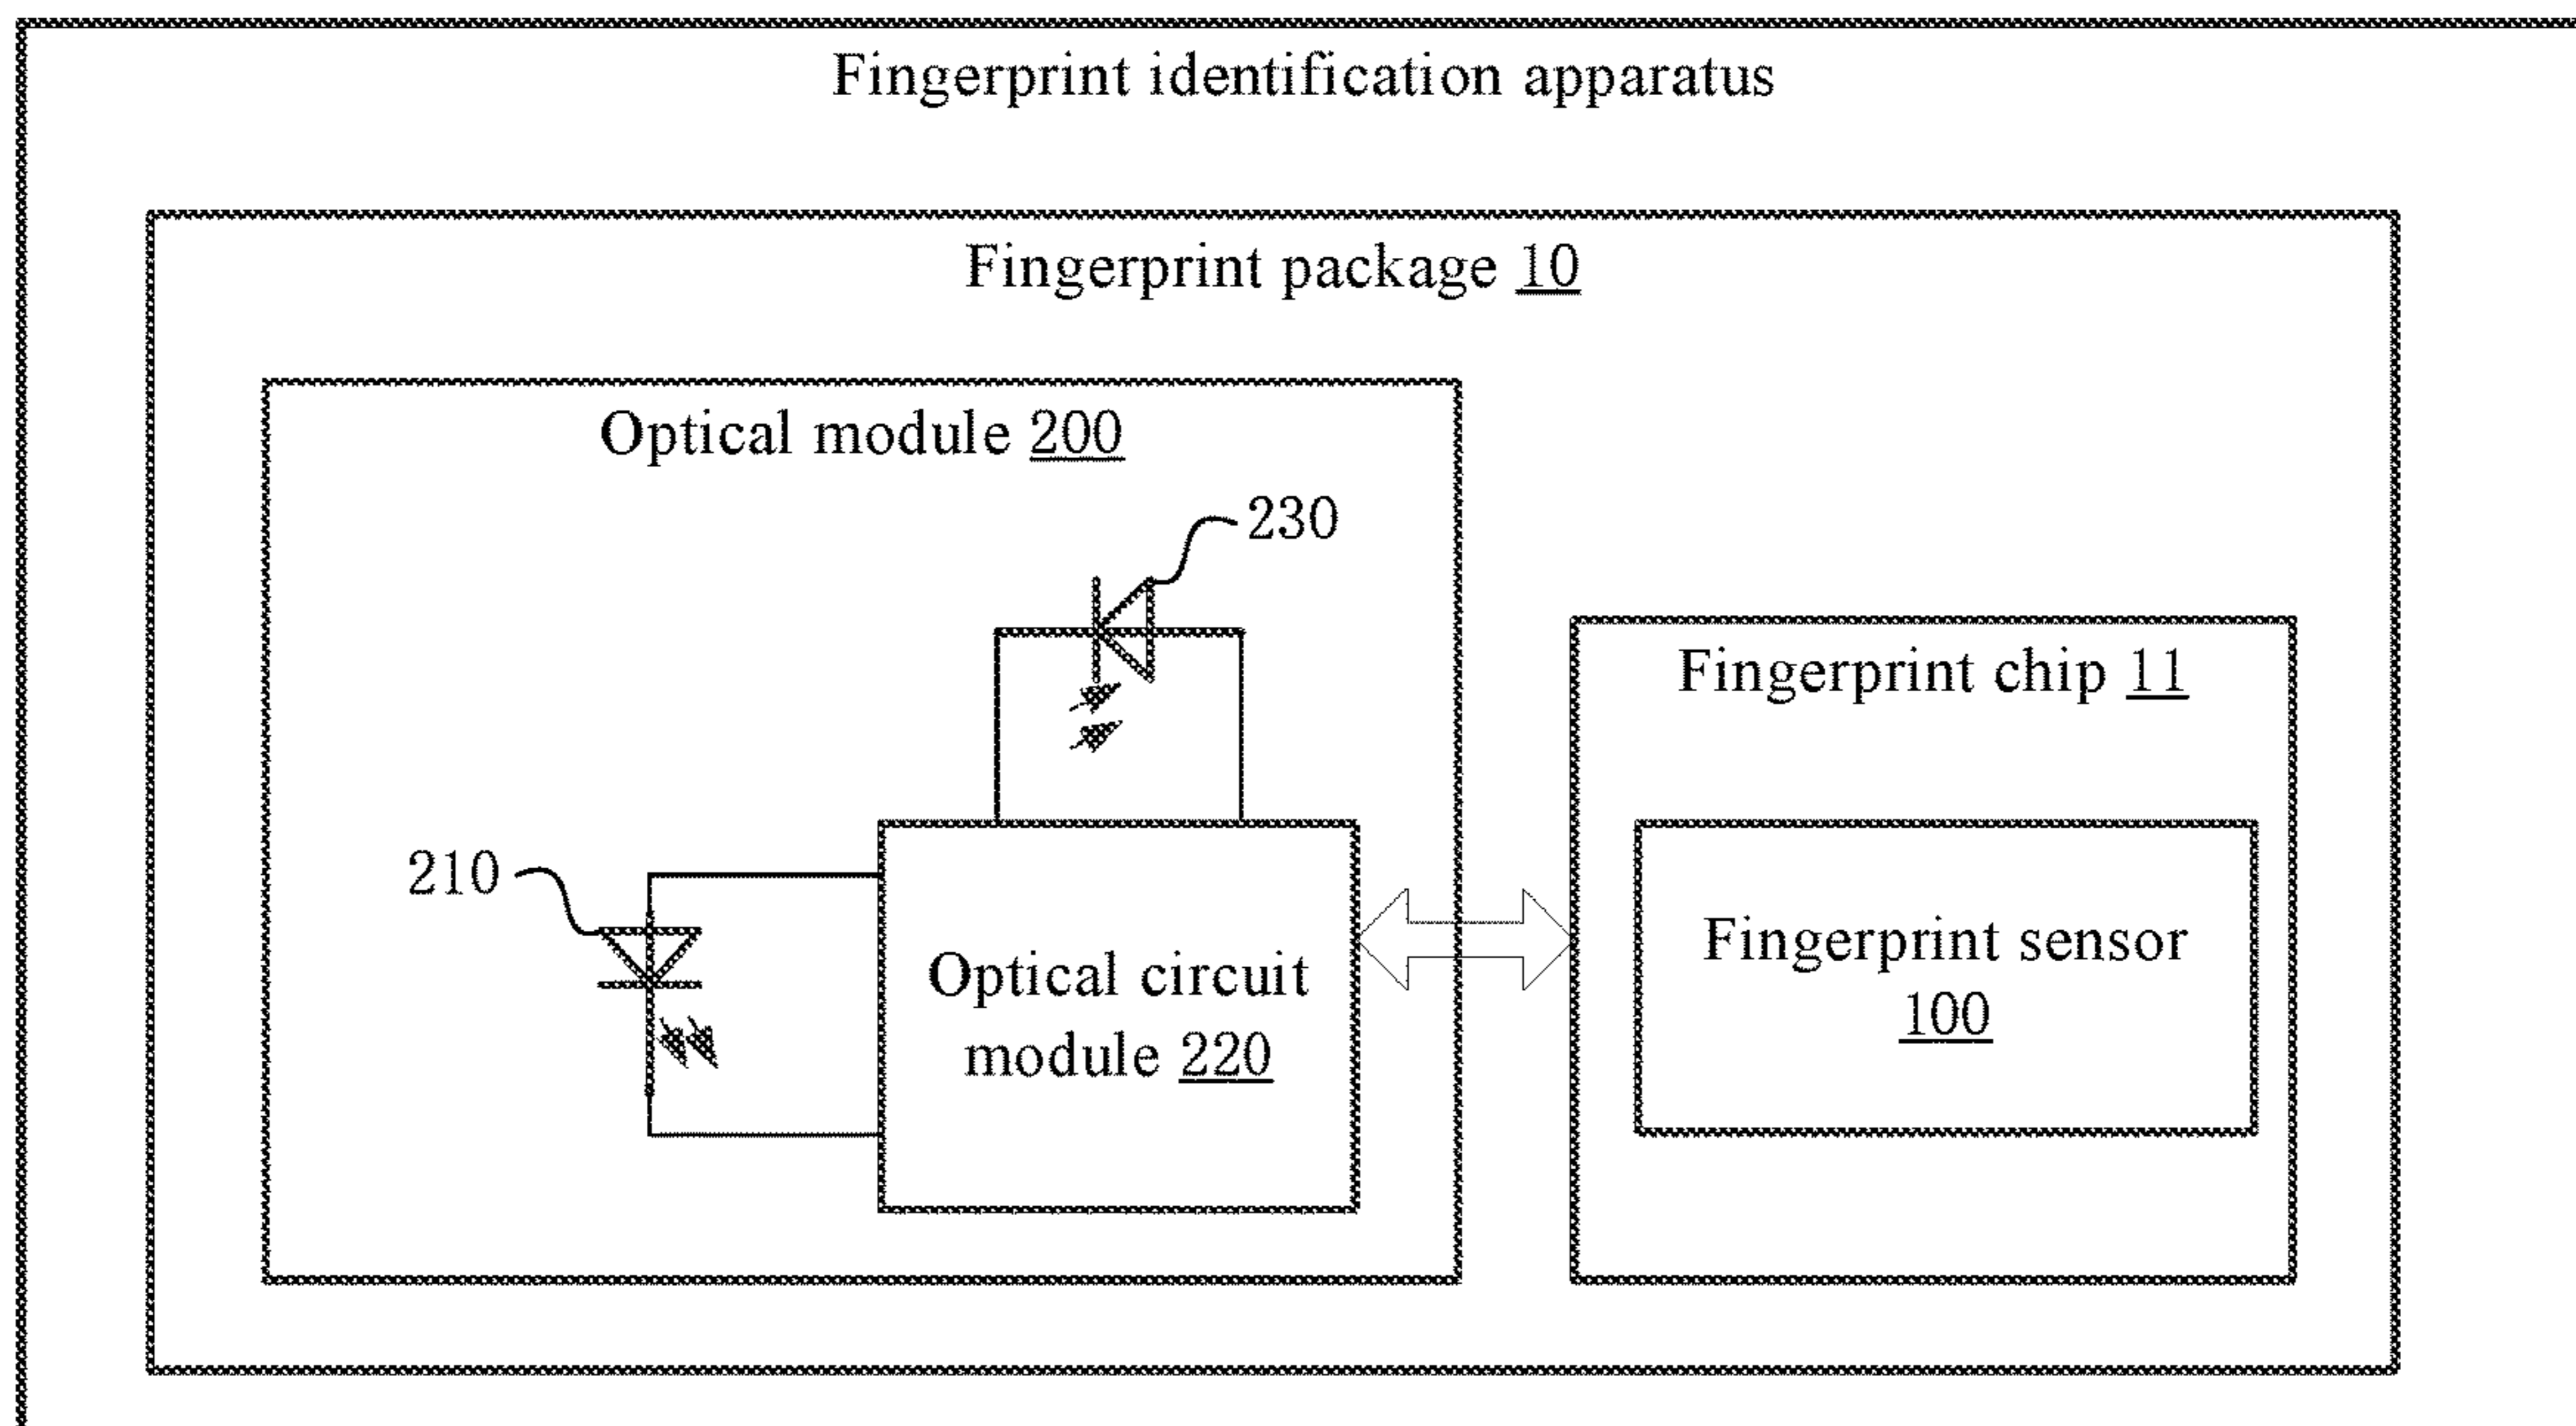 Fingerprint identification apparatus
Fingerprint package 10
Optical module 200
230
Fingerprint chip 11
210
Optical circuit
module 220
Fingerprint sensor
100